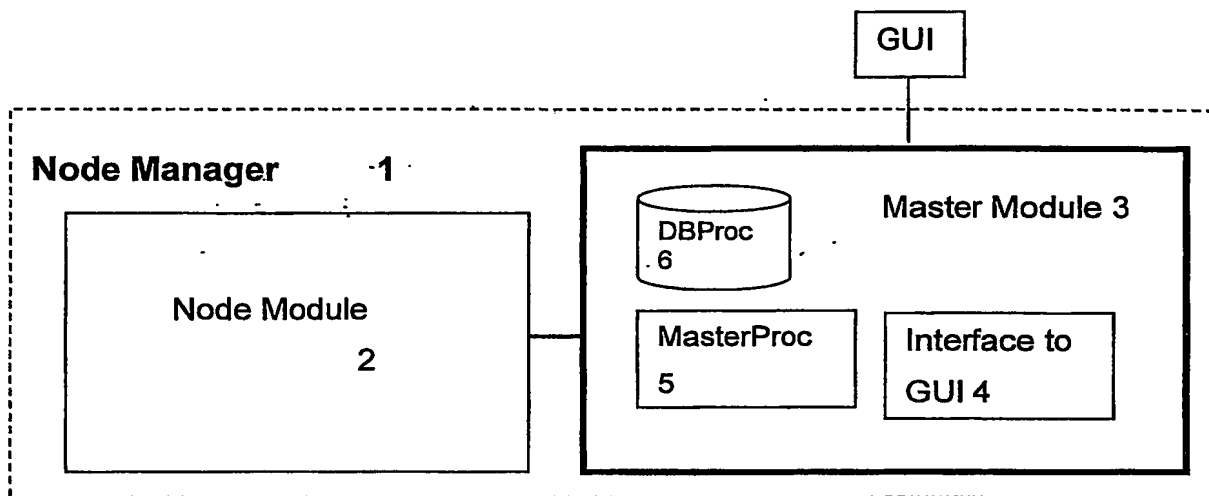 GUI
Node Manager 1
Master Module 3
DBProc
6
Node Module
2
MasterProc
5
Interface to
GUI 4